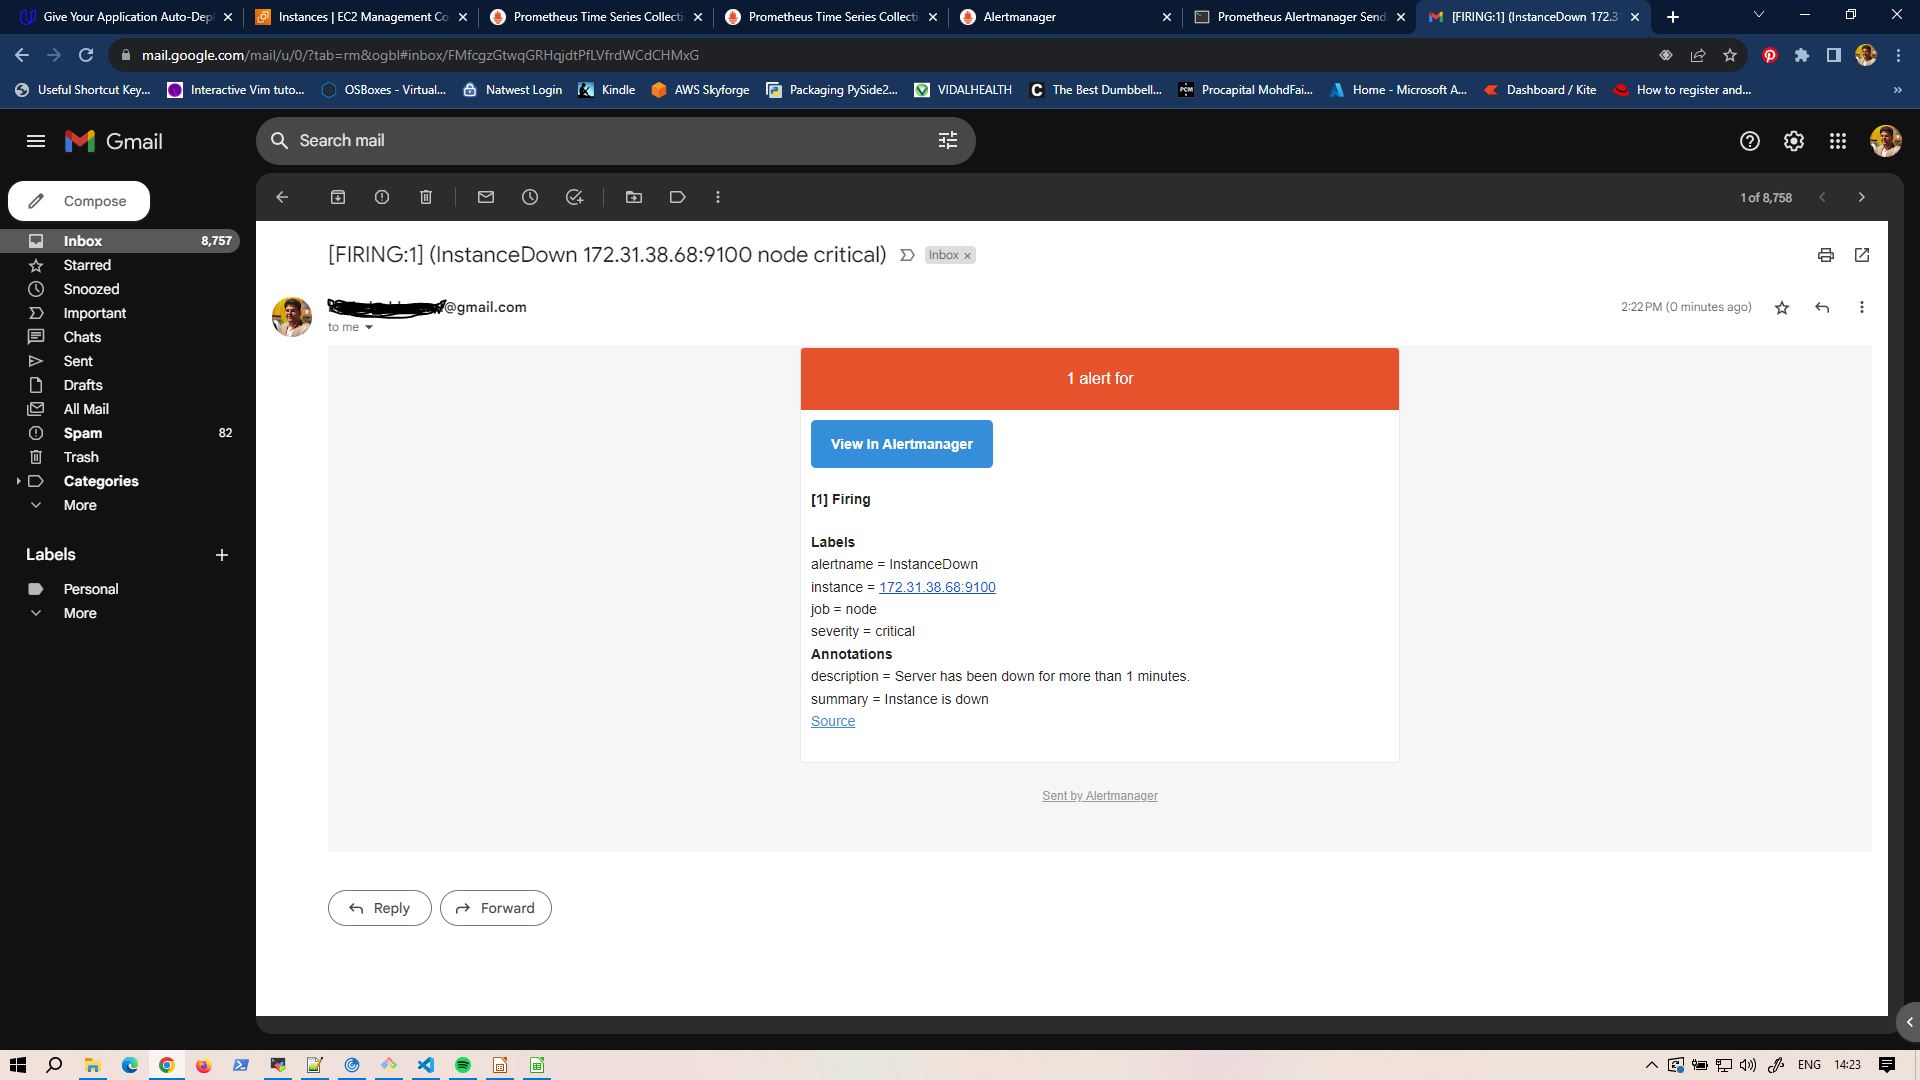 Give Your Application Auto-Depl
Instances | EC2 Management Co
Prometheus Time Series Collecti
Prometheus Time Series Collecti
Alertmanager
Prometheus Alertmanager Sendi
[FIRING:1] (InstanceDown 172.3
mail.google.com/mail/u/0/?tab=rm&ogbl#inbox/FMfcgzGtwqGRHqjdtPfLVfrdWCdCHMxG
Useful Shortcut Key...
Interactive Vim tuto...
OSBoxes - Virtual...
Natwest Login
Kindle
AWS Skyforge
Packaging PySide2...
VIDALHEALTH
The Best Dumbbell...
Procapital MohdFai...
Home - Microsoft A...
Dashboard / Kite
How to register and...
Gmail
Search mail
Compose
1 of 8,758
Inbox 8,757
Starred
Snoozed
Important
Chats
Sent
Drafts
All Mail
Spam 82
Trash
Categories
More
Labels
Personal
More
[FIRING:1] (InstanceDown 172.31.38.68:9100 node critical)
Inbox x
@gmail.com
2:22 PM (0 minutes ago)
to me
1 alert for
View In Alertmanager
[1] Firing
Labels
alertname = InstanceDown
instance = 172.31.38.68:9100
job = node
severity = critical
Annotations
description = Server has been down for more than 1 minutes.
summary = Instance is down
Source
Sent by Alertmanager
Reply
Forward
ENG
14:23